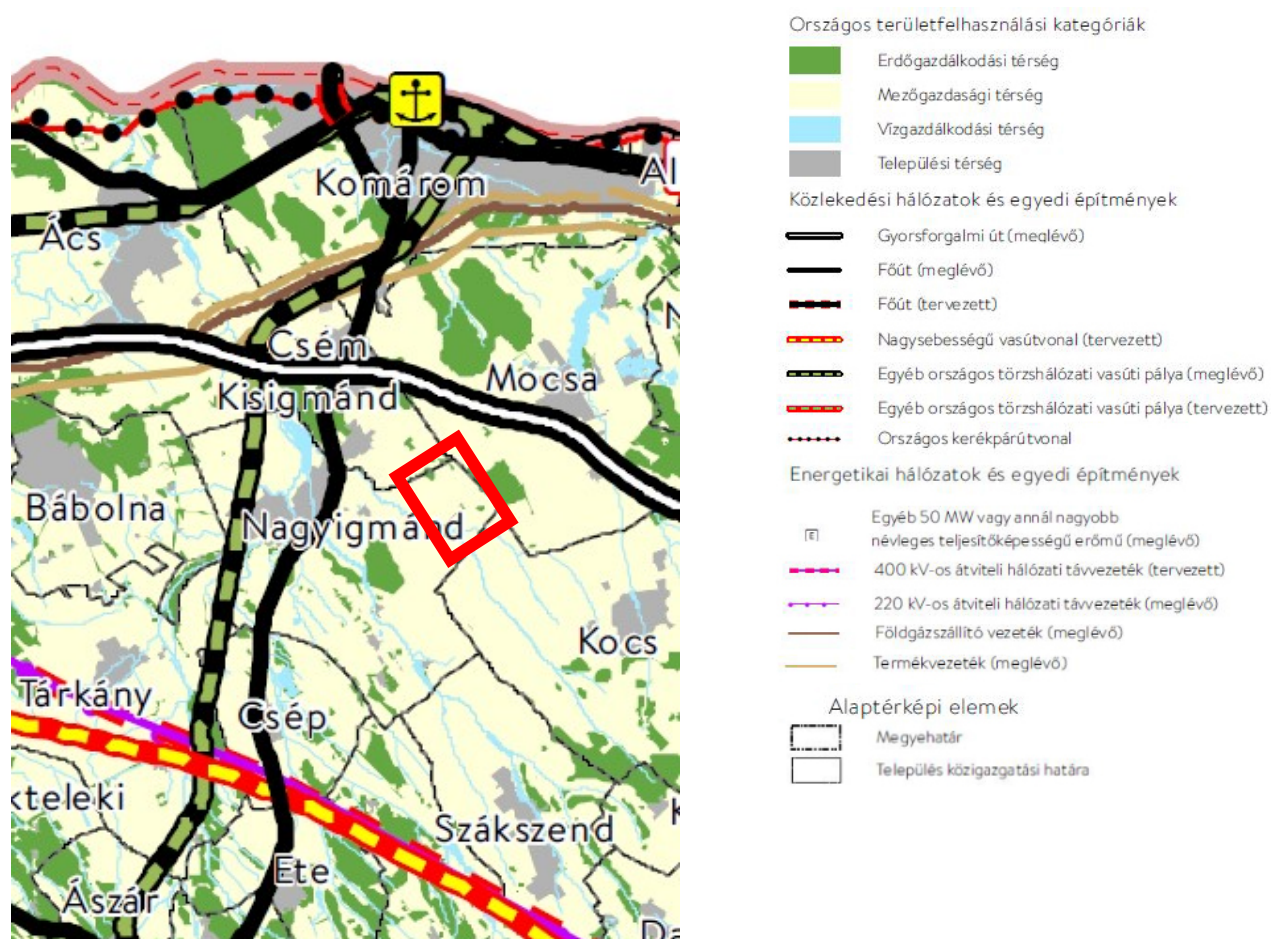 Komárom
Al
Ács
Csém
Mocsa
Kisigmánd
Bábolna
Nagyigmánd
Kocs
Tárkány
Csép
kteleki
Szákszend
Ete
Ászár
Országos területfelhasználási kategóriák
Erdőgazdálkodási térség
Mezőgazdasági térség
Vízgazdálkodási térség
Települési térség
Közlekedési hálózatok és egyedi építmények
Gyorsforgalmi út (meglévő)
Főút (meglévő)
Főút (tervezett)
Nagysebességű vasútvonal (tervezett)
Egyéb országos törzshálózati vasúti pálya (meglévő)
Egyéb országos törzshálózati vasúti pálya (tervezett)
Országos kerékpárútvonal
Energetikai hálózatok és egyedi építmények
E
Egyéb 50 MW vagy annál nagyobb
névleges teljesítőképességű erőmű (meglévő)
400 kV-os átviteli hálózati távvezeték (tervezett)
220 kV-os átviteli hálózati távvezeték (meglévő)
Földgázszállító vezeték (meglévő)
Termékvezeték (meglévő)
Alaptérképi elemek
Megyehatár
Település közigazgatási határa